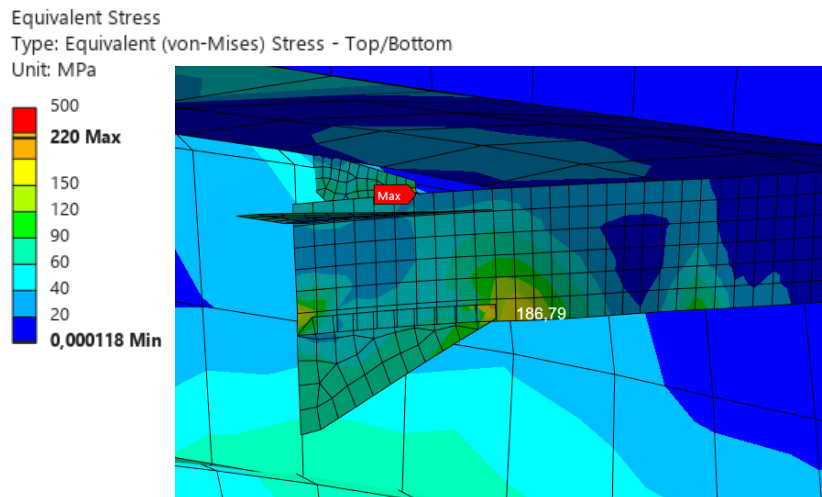 Equivalent Stress
Type: Equivalent (von-Mises) Stress - Top/Bottom
Unit: MPa
500
220 Max
150
120
90
60
40
20
0,000118 Min
Max
186,79